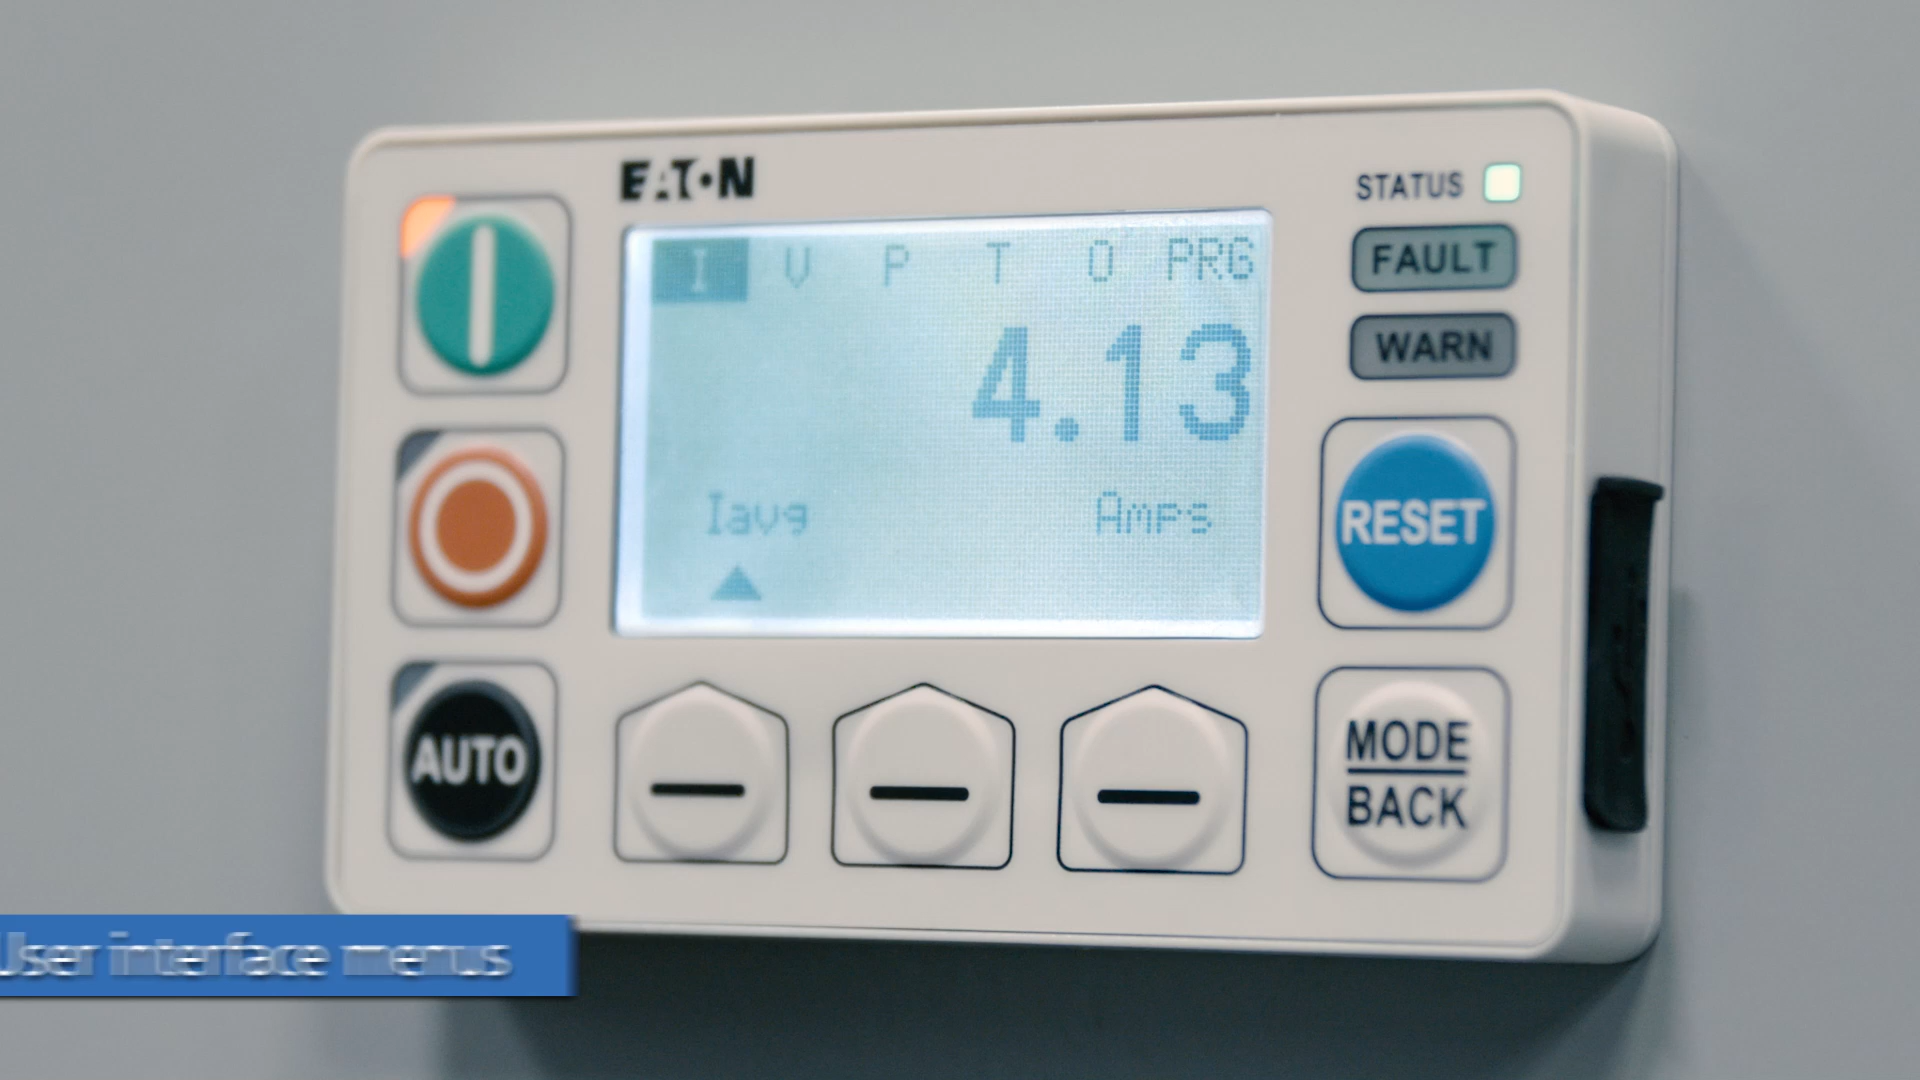 EATON
STATUS
FAULT
WARN
I V P T O PRG
4.13
Iavg Amps
RESET
AUTO
MODE
BACK
User interface menus